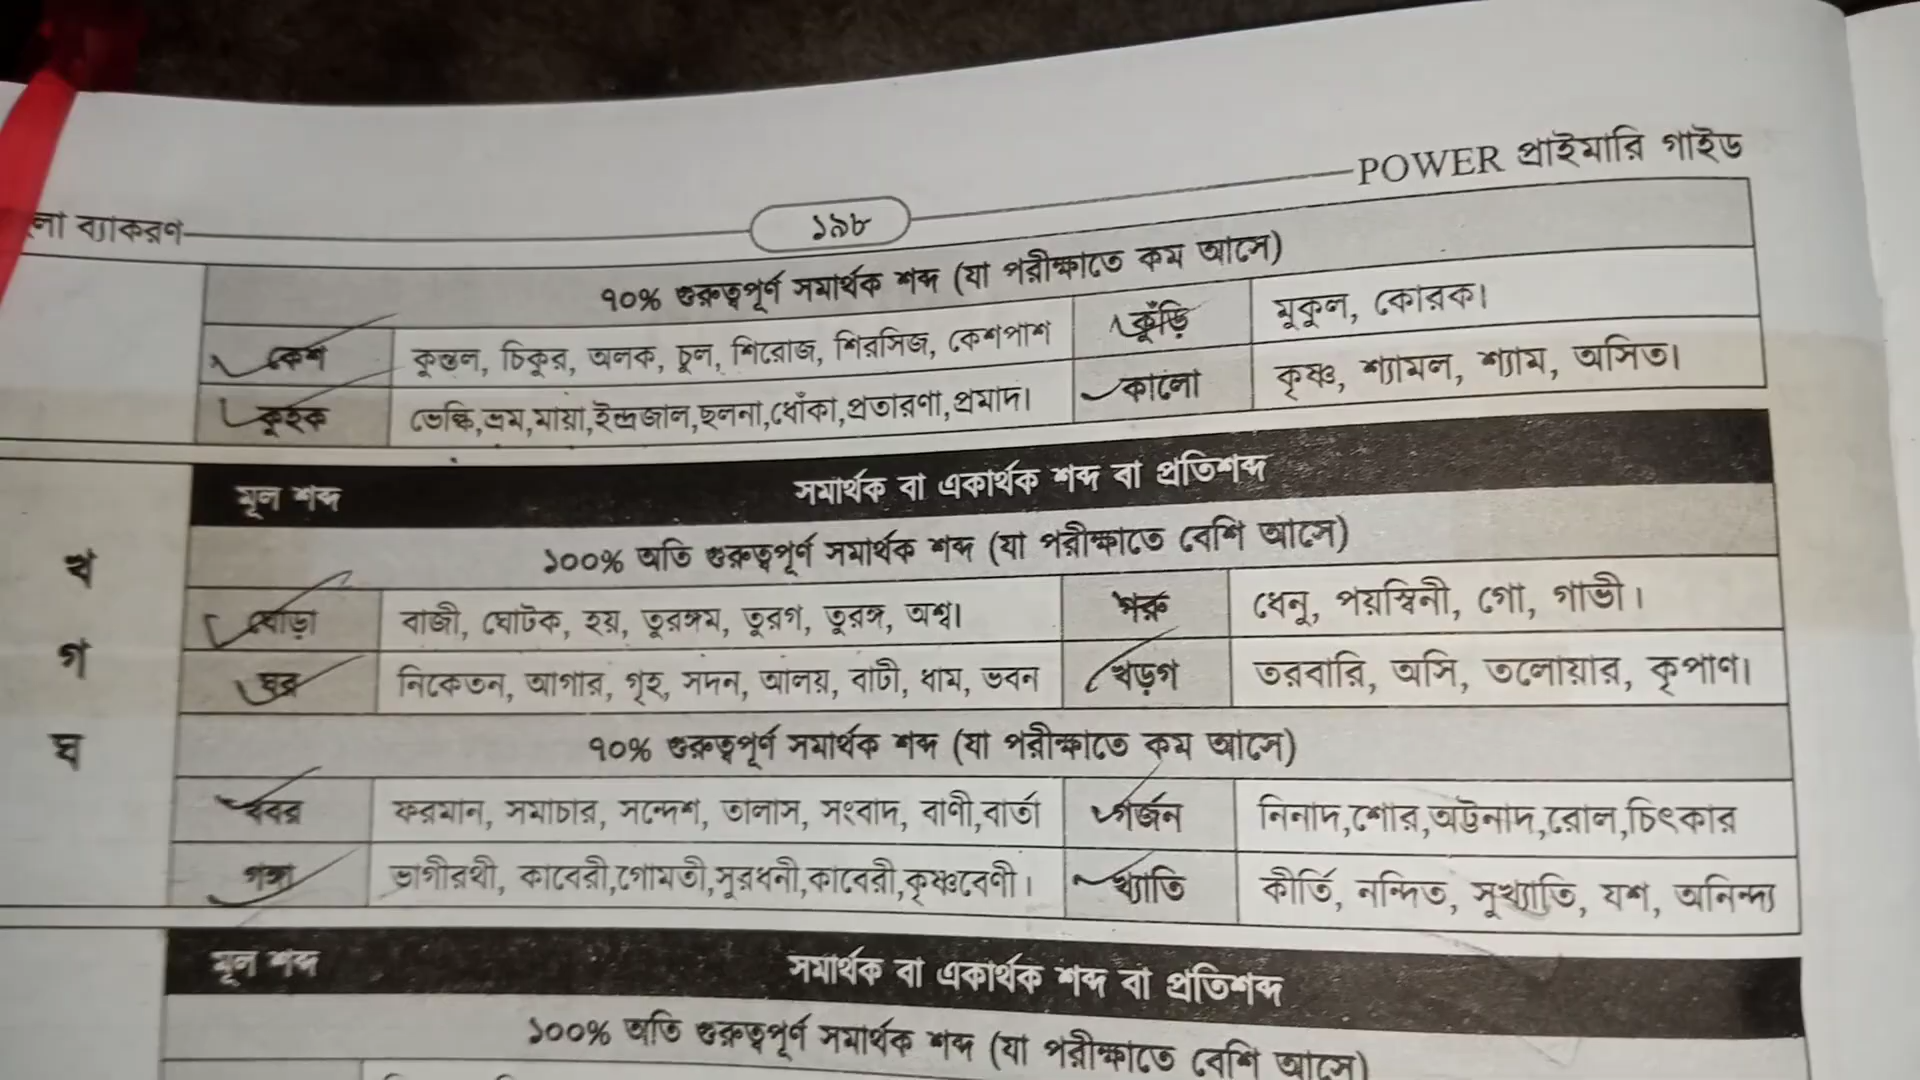 POWER প্রাইমারি গাইড
লা ব্যাকরণ
১৯৮
৭০% গুরুত্বপূর্ণ সমার্থক শব্দ (যা পরীক্ষাতে কম আসে)
কেশ কুন্তল, চিকুর, অলক, চুল, শিরোজ, শিরসিজ, কেশপাশ কুঁড়ি মুকুল, কোরক।
কুহক ভেল্কি,ভ্রম,মায়া,ইন্দ্রজাল,ছলনা,ধোঁকা,প্রতারণা,প্রমাদ। কালো কৃষ্ণ, শ্যামল, শ্যাম, অসিত।
মূল শব্দ সমার্থক বা একার্থক শব্দ বা প্রতিশব্দ
খ
গ
ঘ
১০০% অতি গুরুত্বপূর্ণ সমার্থক শব্দ (যা পরীক্ষাতে বেশি আসে)
ঘোড়া বাজী, ঘোটক, হয়, তুরঙ্গম, তুরগ, তুরঙ্গ, অশ্ব। গরু ধেনু, পয়স্বিনী, গো, গাভী।
ঘর নিকেতন, আগার, গৃহ, সদন, আলয়, বাটী, ধাম, ভবন খড়গ তরবারি, অসি, তলোয়ার, কৃপাণ।
৭০% গুরুত্বপূর্ণ সমার্থক শব্দ (যা পরীক্ষাতে কম আসে)
খবর ফরমান, সমাচার, সন্দেশ, তালাস, সংবাদ, বাণী,বার্তা গর্জন নিনাদ,শোর,অট্টনাদ,রোল,চিৎকার
গঙ্গা ভাগীরথী, কাবেরী,গোমতী,সুরধনী,কাবেরী,কৃষ্ণবেণী। খ্যাতি কীর্তি, নন্দিত, সুখ্যাতি, যশ, অনিন্দ্য
মূল শব্দ সমার্থক বা একার্থক শব্দ বা প্রতিশব্দ
১০০% অতি গুরুত্বপূর্ণ সমার্থক শব্দ (যা পরীক্ষাতে বেশি আসে)